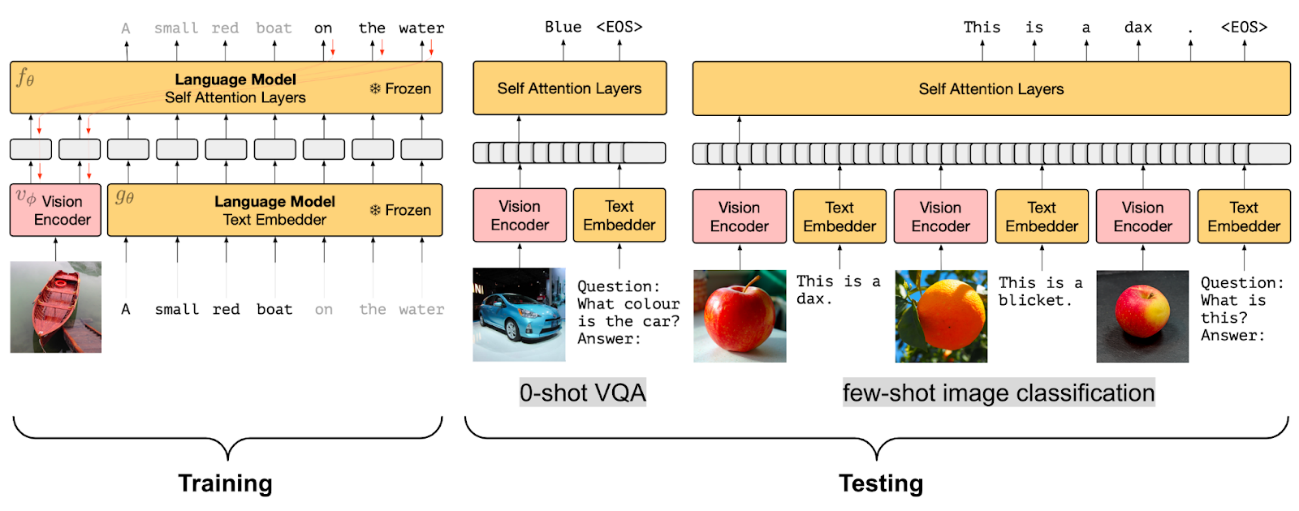 A small red boat on the water
fθ
Language Model
Self Attention Layers
❄ Frozen
vϕ Vision
Encoder
gθ
Language Model
Text Embedder
❄ Frozen
A small red boat on the water
Training
Blue <EOS>
Self Attention Layers
Vision
Encoder
Text
Embedder
Question:
What colour
is the car?
Answer:
0-shot VQA
This is a dax . <EOS>
Self Attention Layers
Vision
Encoder
Text
Embedder
Vision
Encoder
Text
Embedder
Vision
Encoder
Text
Embedder
This is a
dax.
This is a
blicket.
Question:
What is
this?
Answer:
few-shot image classification
Testing